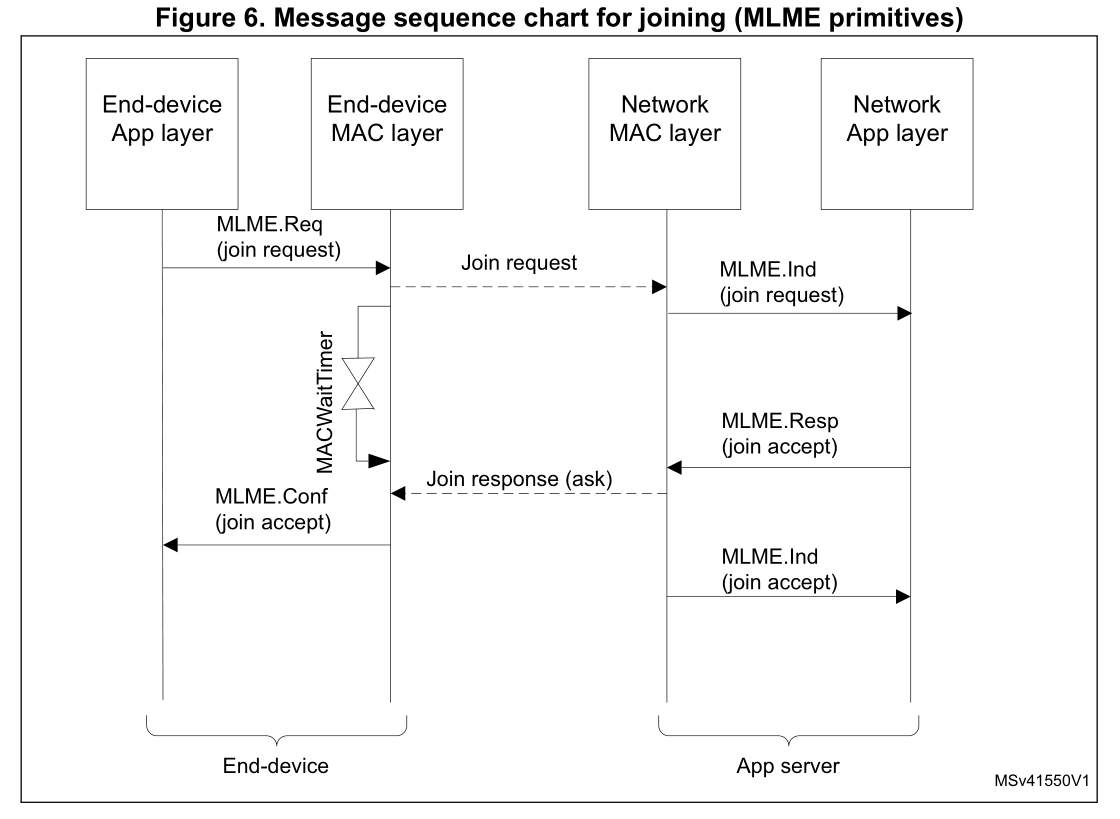 Figure 6. Message sequence chart for joining (MLME primitives)
End-device
App layer
End-device
MAC layer
Network
MAC layer
Network
App layer
MLME.Req
(join request)
Join request
MLME.Ind
(join request)
MACWaitTimer
MLME.Resp
(join accept)
Join response (ask)
MLME.Conf
(join accept)
MLME.Ind
(join accept)
End-device
App server
MSv41550V1